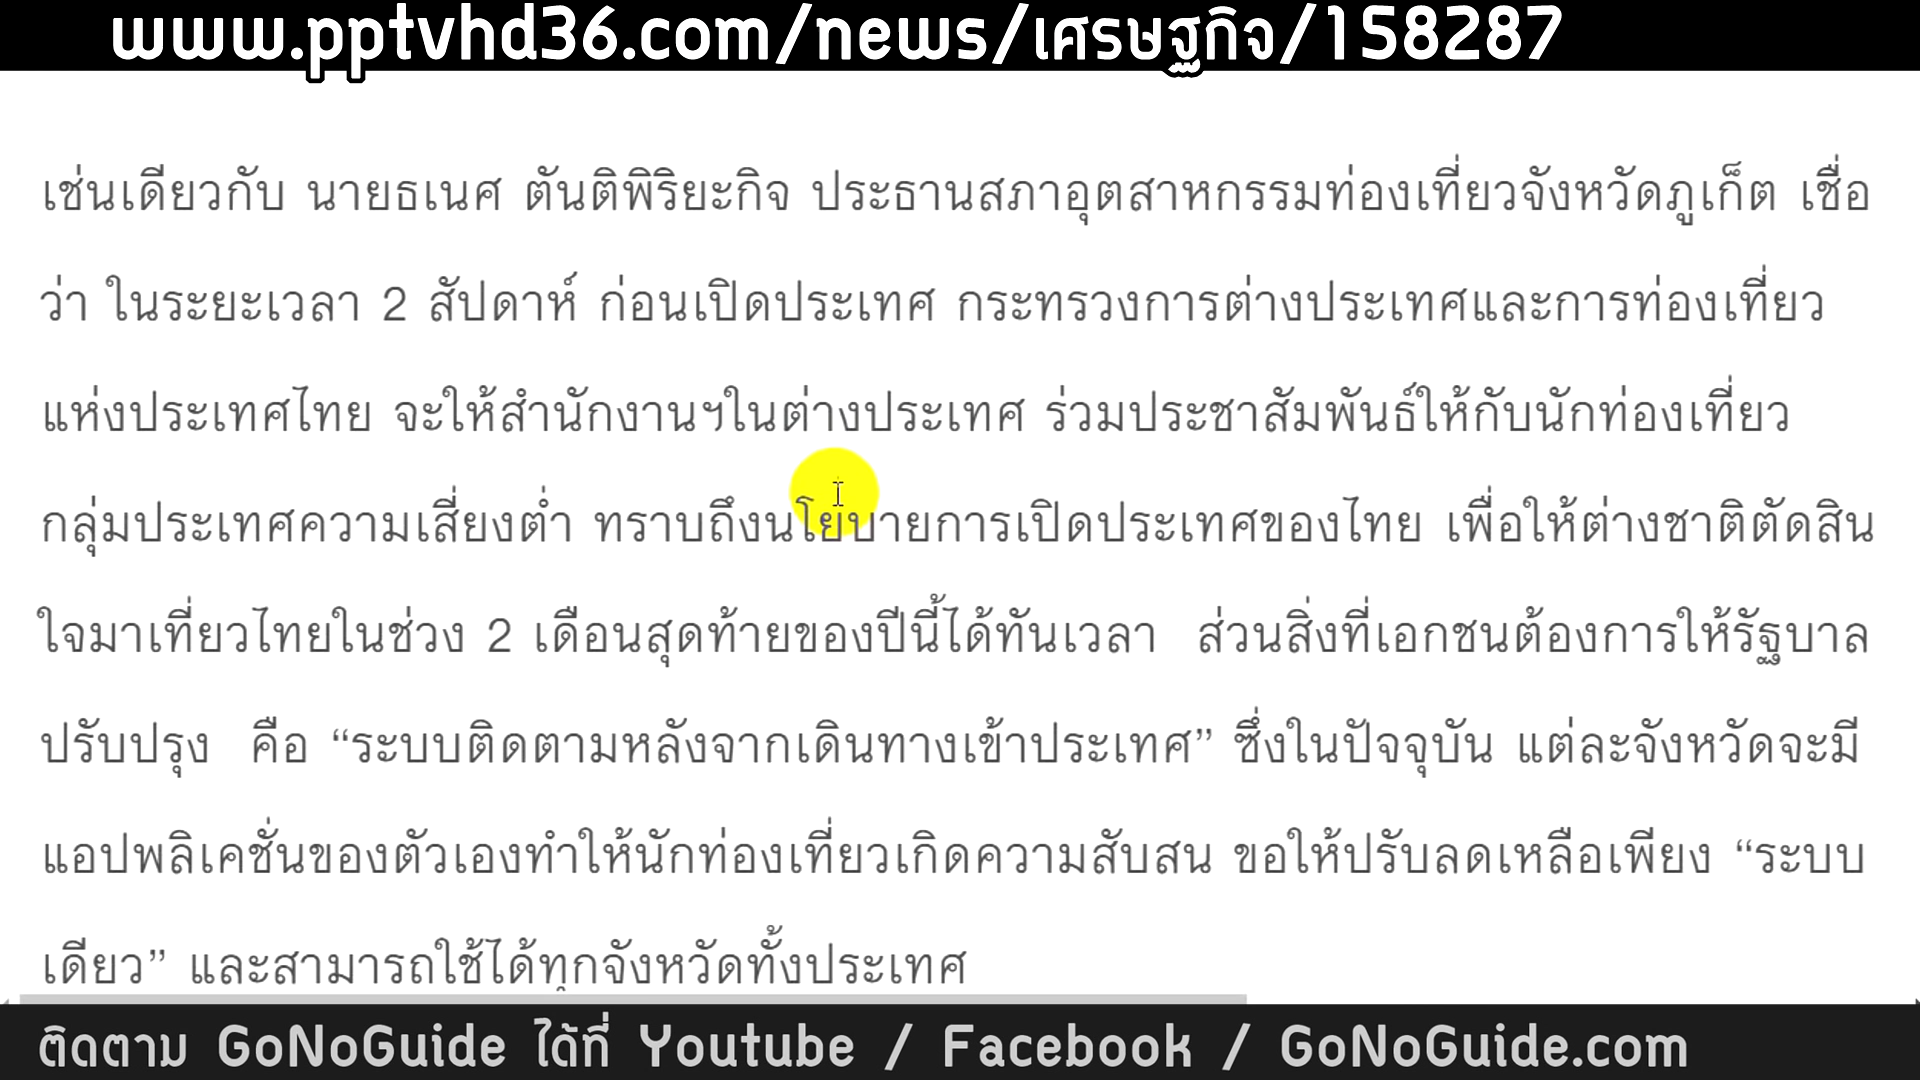 www.pptvhd36.com/news/เศรษฐกิจ/158287
เช่นเดียวกับ นายธเนศ ตันติพิริยะกิจ ประธานสภาอุตสาหกรรมท่องเที่ยวจังหวัดภูเก็ต เชื่อ
ว่า ในระยะเวลา 2 สัปดาห์ ก่อนเปิดประเทศ กระทรวงการต่างประเทศและการท่องเที่ยว
แห่งประเทศไทย จะให้สำนักงานฯในต่างประเทศ ร่วมประชาสัมพันธ์ให้กับนักท่องเที่ยว
กลุ่มประเทศความเสี่ยงต่ำ ทราบถึงนโยบายการเปิดประเทศของไทย เพื่อให้ต่างชาติตัดสิน
ใจมาเที่ยวไทยในช่วง 2 เดือนสุดท้ายของปีนี้ได้ทันเวลา  ส่วนสิ่งที่เอกชนต้องการให้รัฐบาล
ปรับปรุง  คือ “ระบบติดตามหลังจากเดินทางเข้าประเทศ” ซึ่งในปัจจุบัน แต่ละจังหวัดจะมี
แอปพลิเคชั่นของตัวเองทำให้นักท่องเที่ยวเกิดความสับสน ขอให้ปรับลดเหลือเพียง “ระบบ
เดียว” และสามารถใช้ได้ทุกจังหวัดทั้งประเทศ
ติดตาม GoNoGuide ได้ที่ Youtube / Facebook / GoNoGuide.com